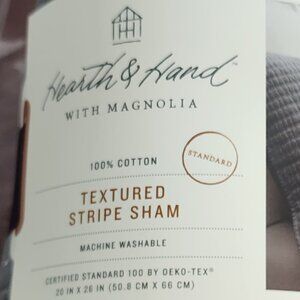 Hearth & Hand™
WITH MAGNOLIA
100% COTTON
STANDARD
TEXTURED
STRIPE SHAM
MACHINE WASHABLE
CERTIFIED STANDARD 100 BY OEKO-TEX®
20 IN X 26 IN (50.8 CM X 66 CM)